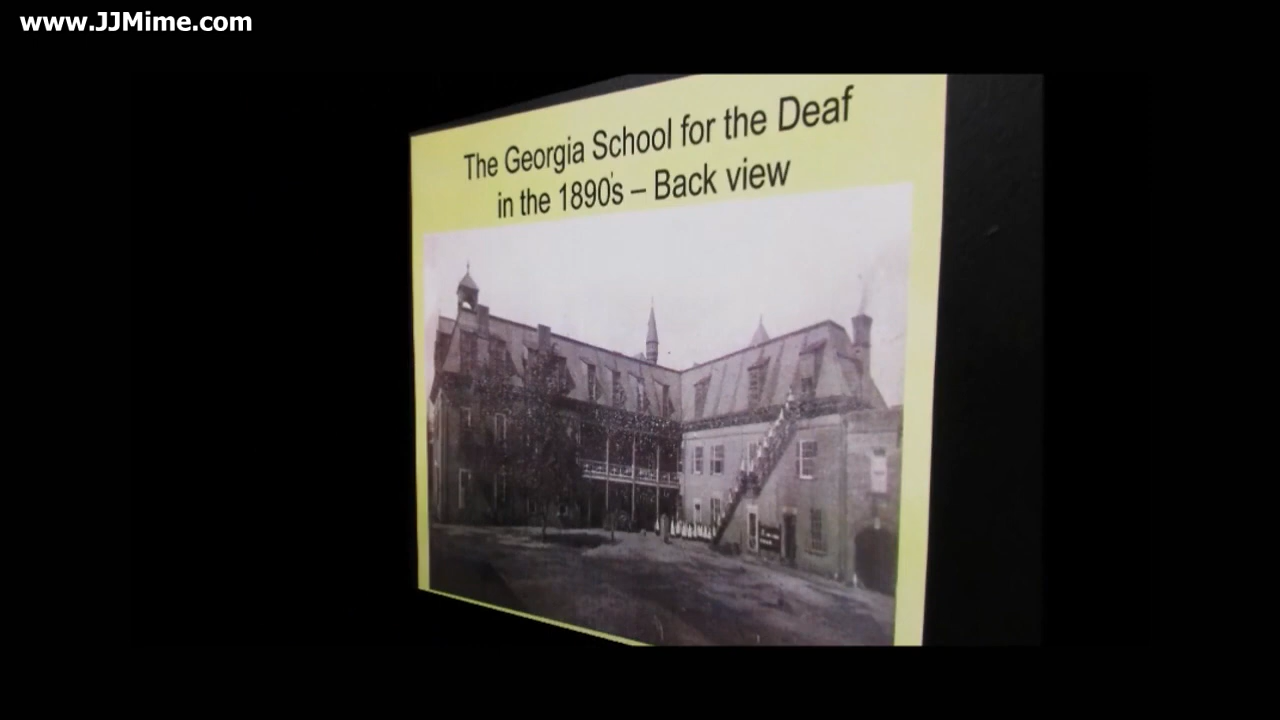 www.JJMime.com
The Georgia School for the Deaf
in the 1890's – Back view